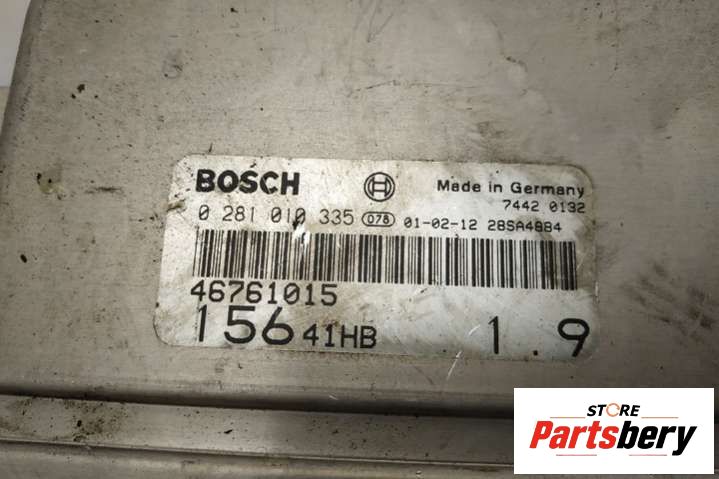 BOSCH
Made in Germany
7442 0132
0 281 010 335 078 01-02-12 28SA4884
46761015
156 41HB 1.9
STORE
Partsbery